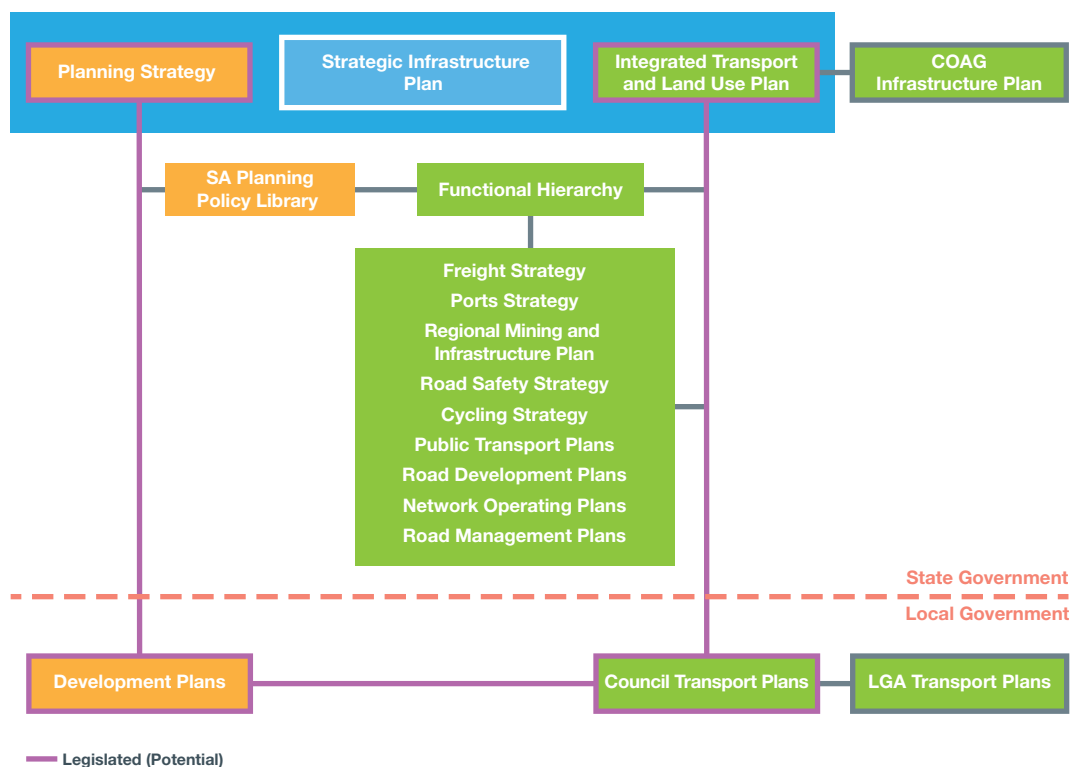 Planning Strategy
Strategic Infrastructure
Plan
Integrated Transport
and Land Use Plan
COAG
Infrastructure Plan
SA Planning
Policy Library
Functional Hierarchy
Freight Strategy
Ports Strategy
Regional Mining and
Infrastructure Plan
Road Safety Strategy
Cycling Strategy
Public Transport Plans
Road Development Plans
Network Operating Plans
Road Management Plans
State Government
Local Government
Development Plans
Council Transport Plans
LGA Transport Plans
Legislated (Potential)